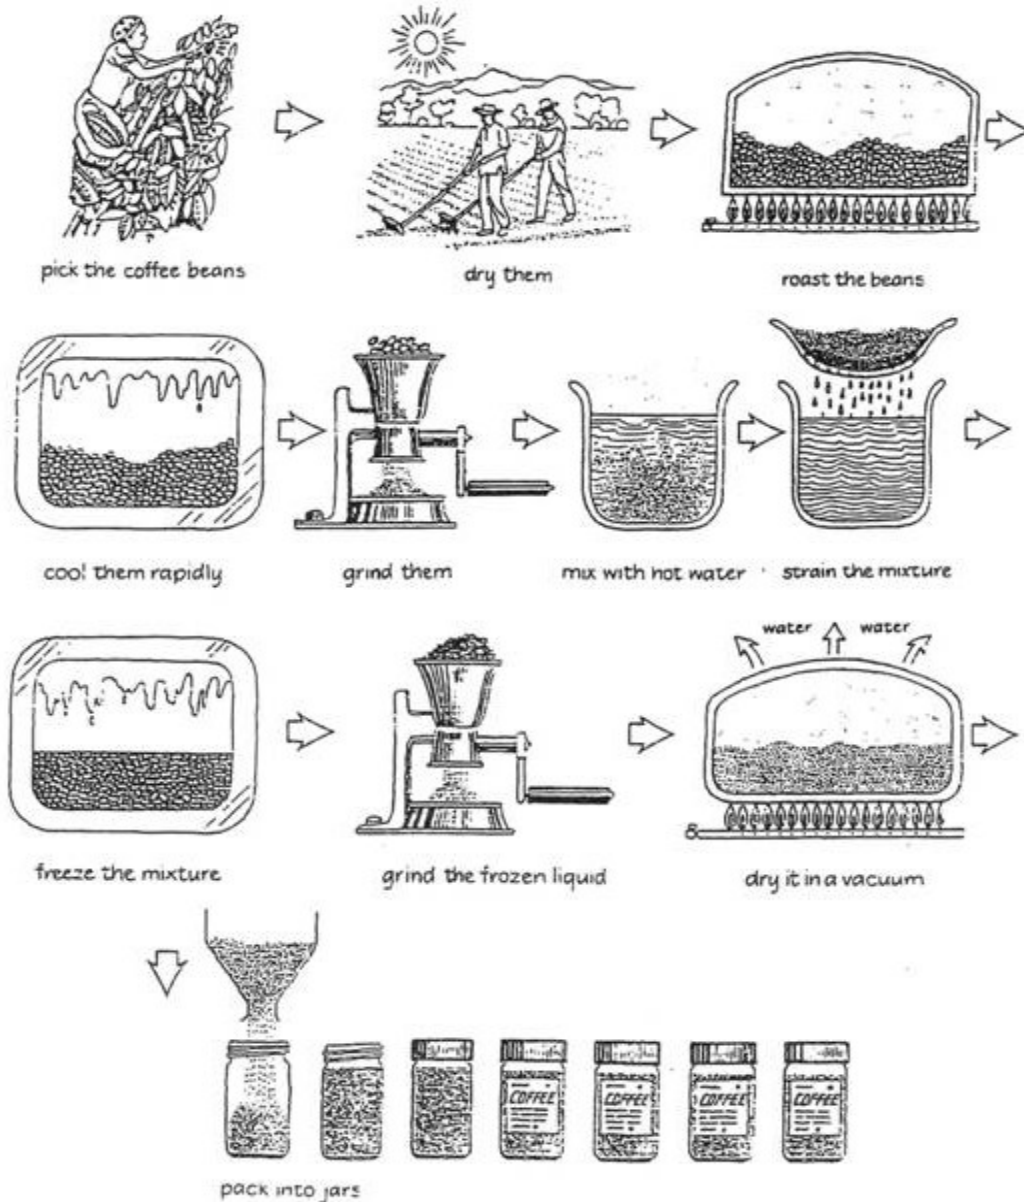 pick the coffee beans
dry them
roast the beans
cool them rapidly
grind them
mix with hot water
strain the mixture
water water
freeze the mixture
grind the frozen liquid
dry it in a vacuum
COFFEE COFFEE COFFEE COFFEE
pack into jars